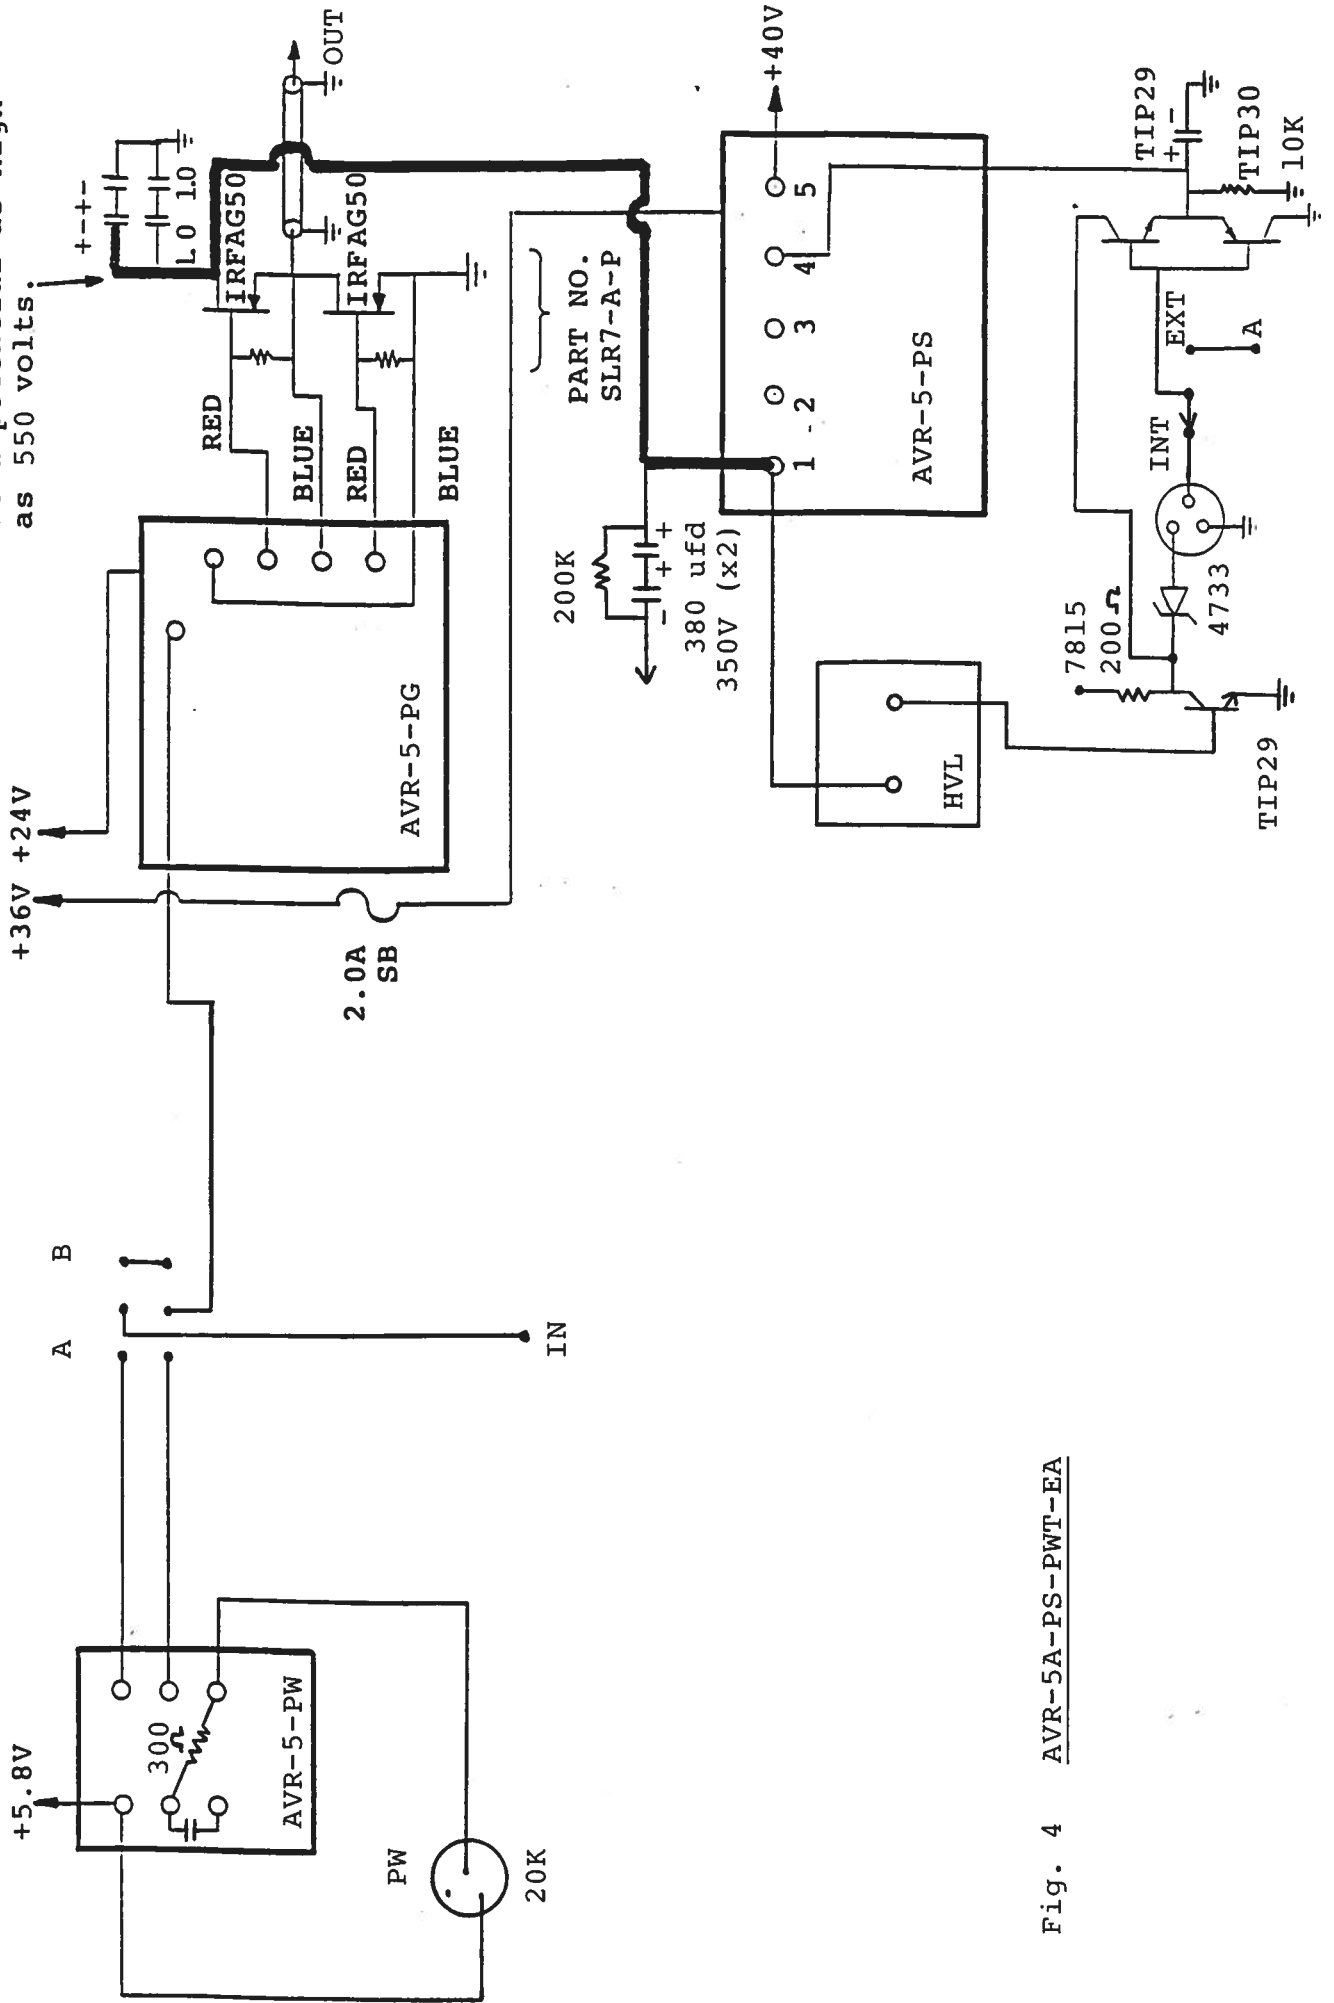 as 550 volts.
+-+-
1.0
OUT
IRFAG50
IRFAG50
RED
BLUE
RED
BLUE
+36V
+24V
AVR-5-PG
2.0A
SB
PART NO.
SLR7-A-P
+5.8V
300
Ω
AVR-5-PW
PW
20K
A
B
IN
200K
-
+
+
380 ufd
350V (x2)
1
2
3
4
5
+40V
AVR-5-PS
HVL
7815
200Ω
4733
TIP29
INT
EXT
A
TIP29
+
-
TIP30
10K
Fig. 4 AVR-5A-PS-PWT-EA